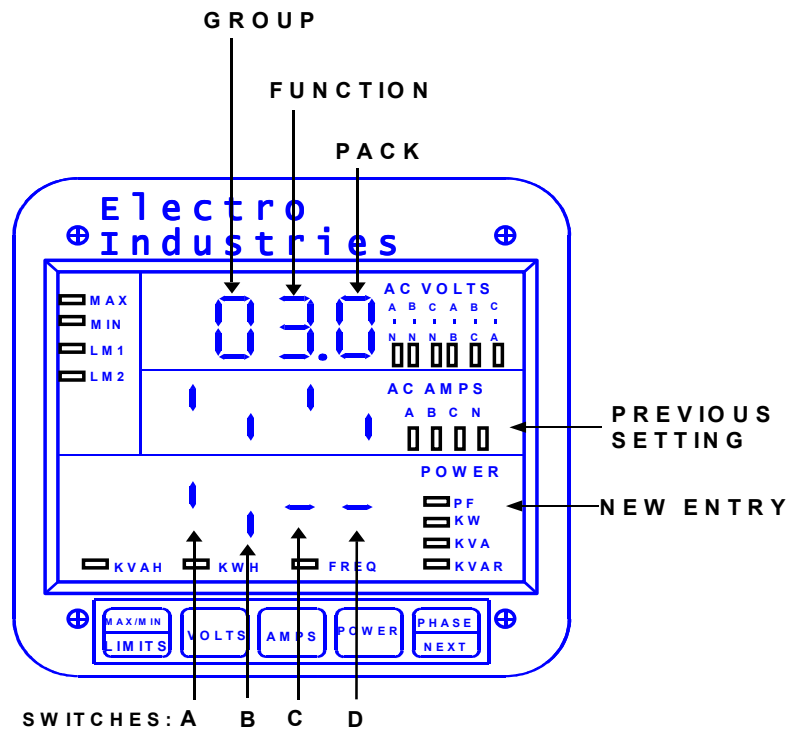 GROUP
FUNCTION
PACK
Electro
Industries
AC VOLTS
A B C A B C
- - - - - -
N N N B C A
MAX
MIN
LM1
LM2
03.0
AC AMPS
A B C N
PREVIOUS
SETTING
POWER
PF
KW
KVA
KVAR
NEW ENTRY
KVAH
KWH
FREQ
MAX/MIN
LIMITS
VOLTS
AMPS
POWER
PHASE
NEXT
SWITCHES: A B C D